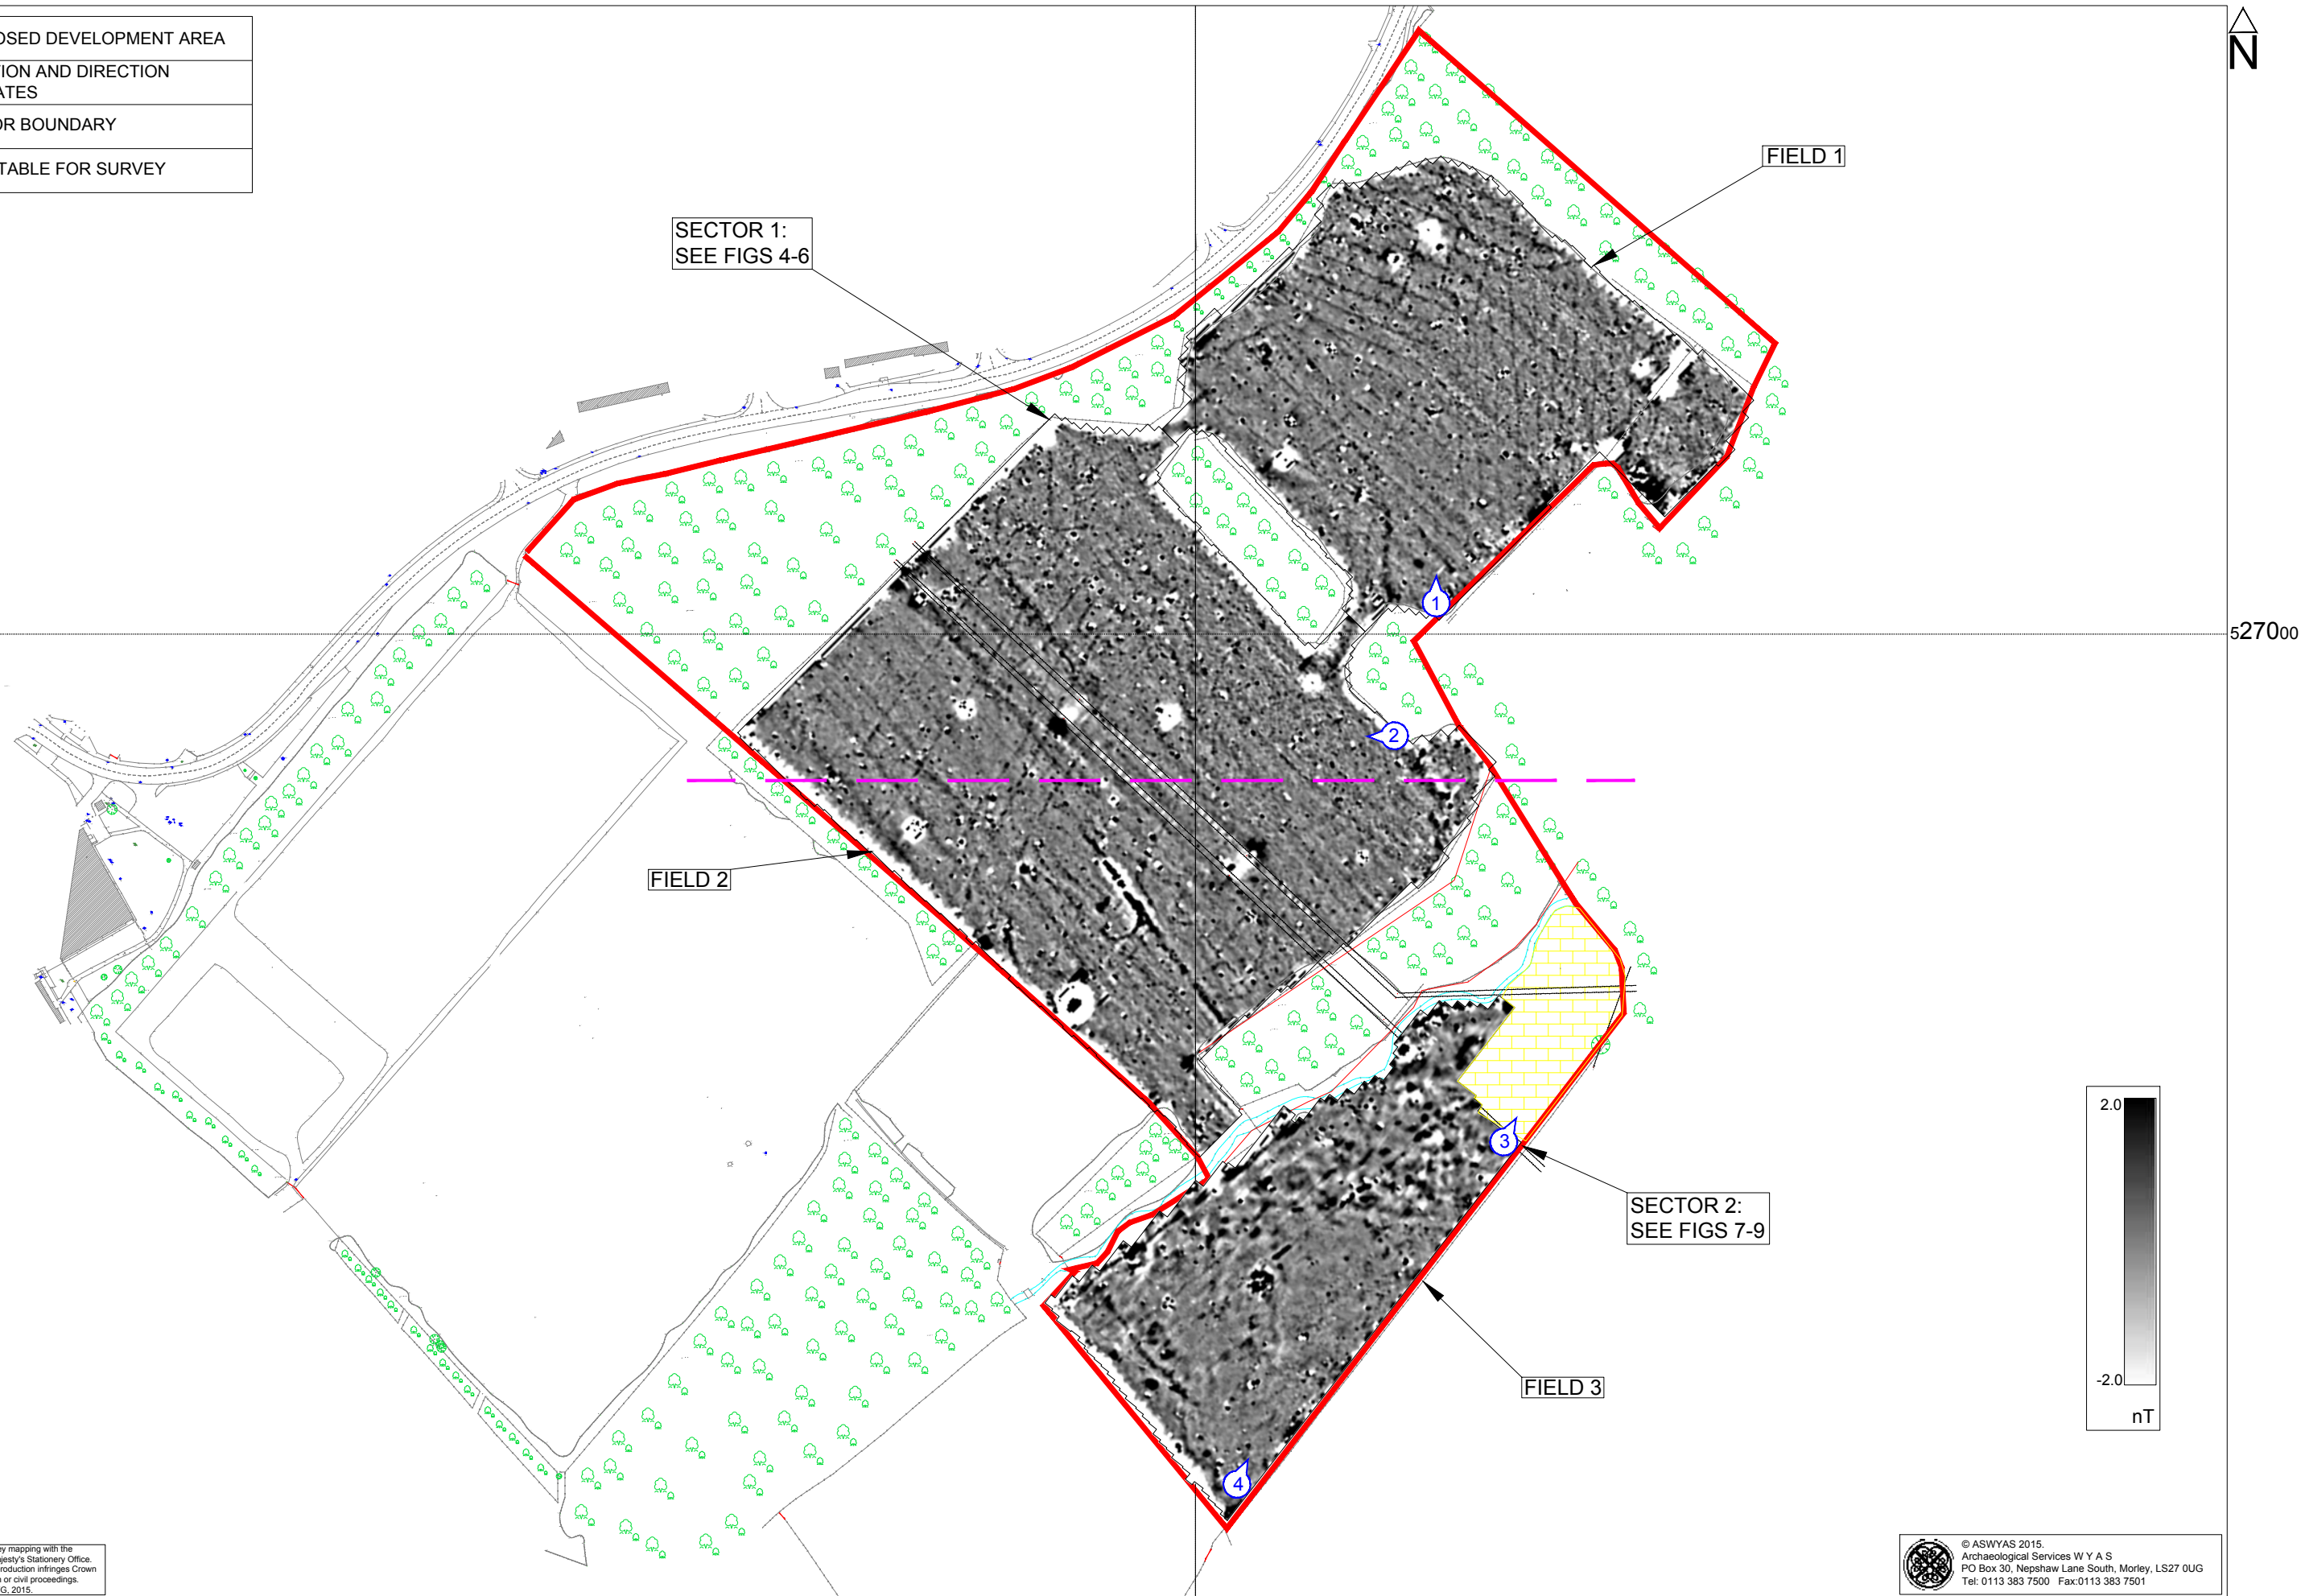 OSED DEVELOPMENT AREA
TION AND DIRECTION
ATES
OR BOUNDARY
TABLE FOR SURVEY
N
FIELD 1
SECTOR 1:
SEE FIGS 4-6
1
527000
2
FIELD 2
3
SECTOR 2:
SEE FIGS 7-9
FIELD 3
4
2.0
-2.0
nT
ey mapping with the
ajesty's Stationery Office.
roduction infringes Crown
n or civil proceedings.
G, 2015.
© ASWYAS 2015.
Archaeological Services W Y A S
PO Box 30, Nepshaw Lane South, Morley, LS27 0UG
Tel: 0113 383 7500 Fax:0113 383 7501